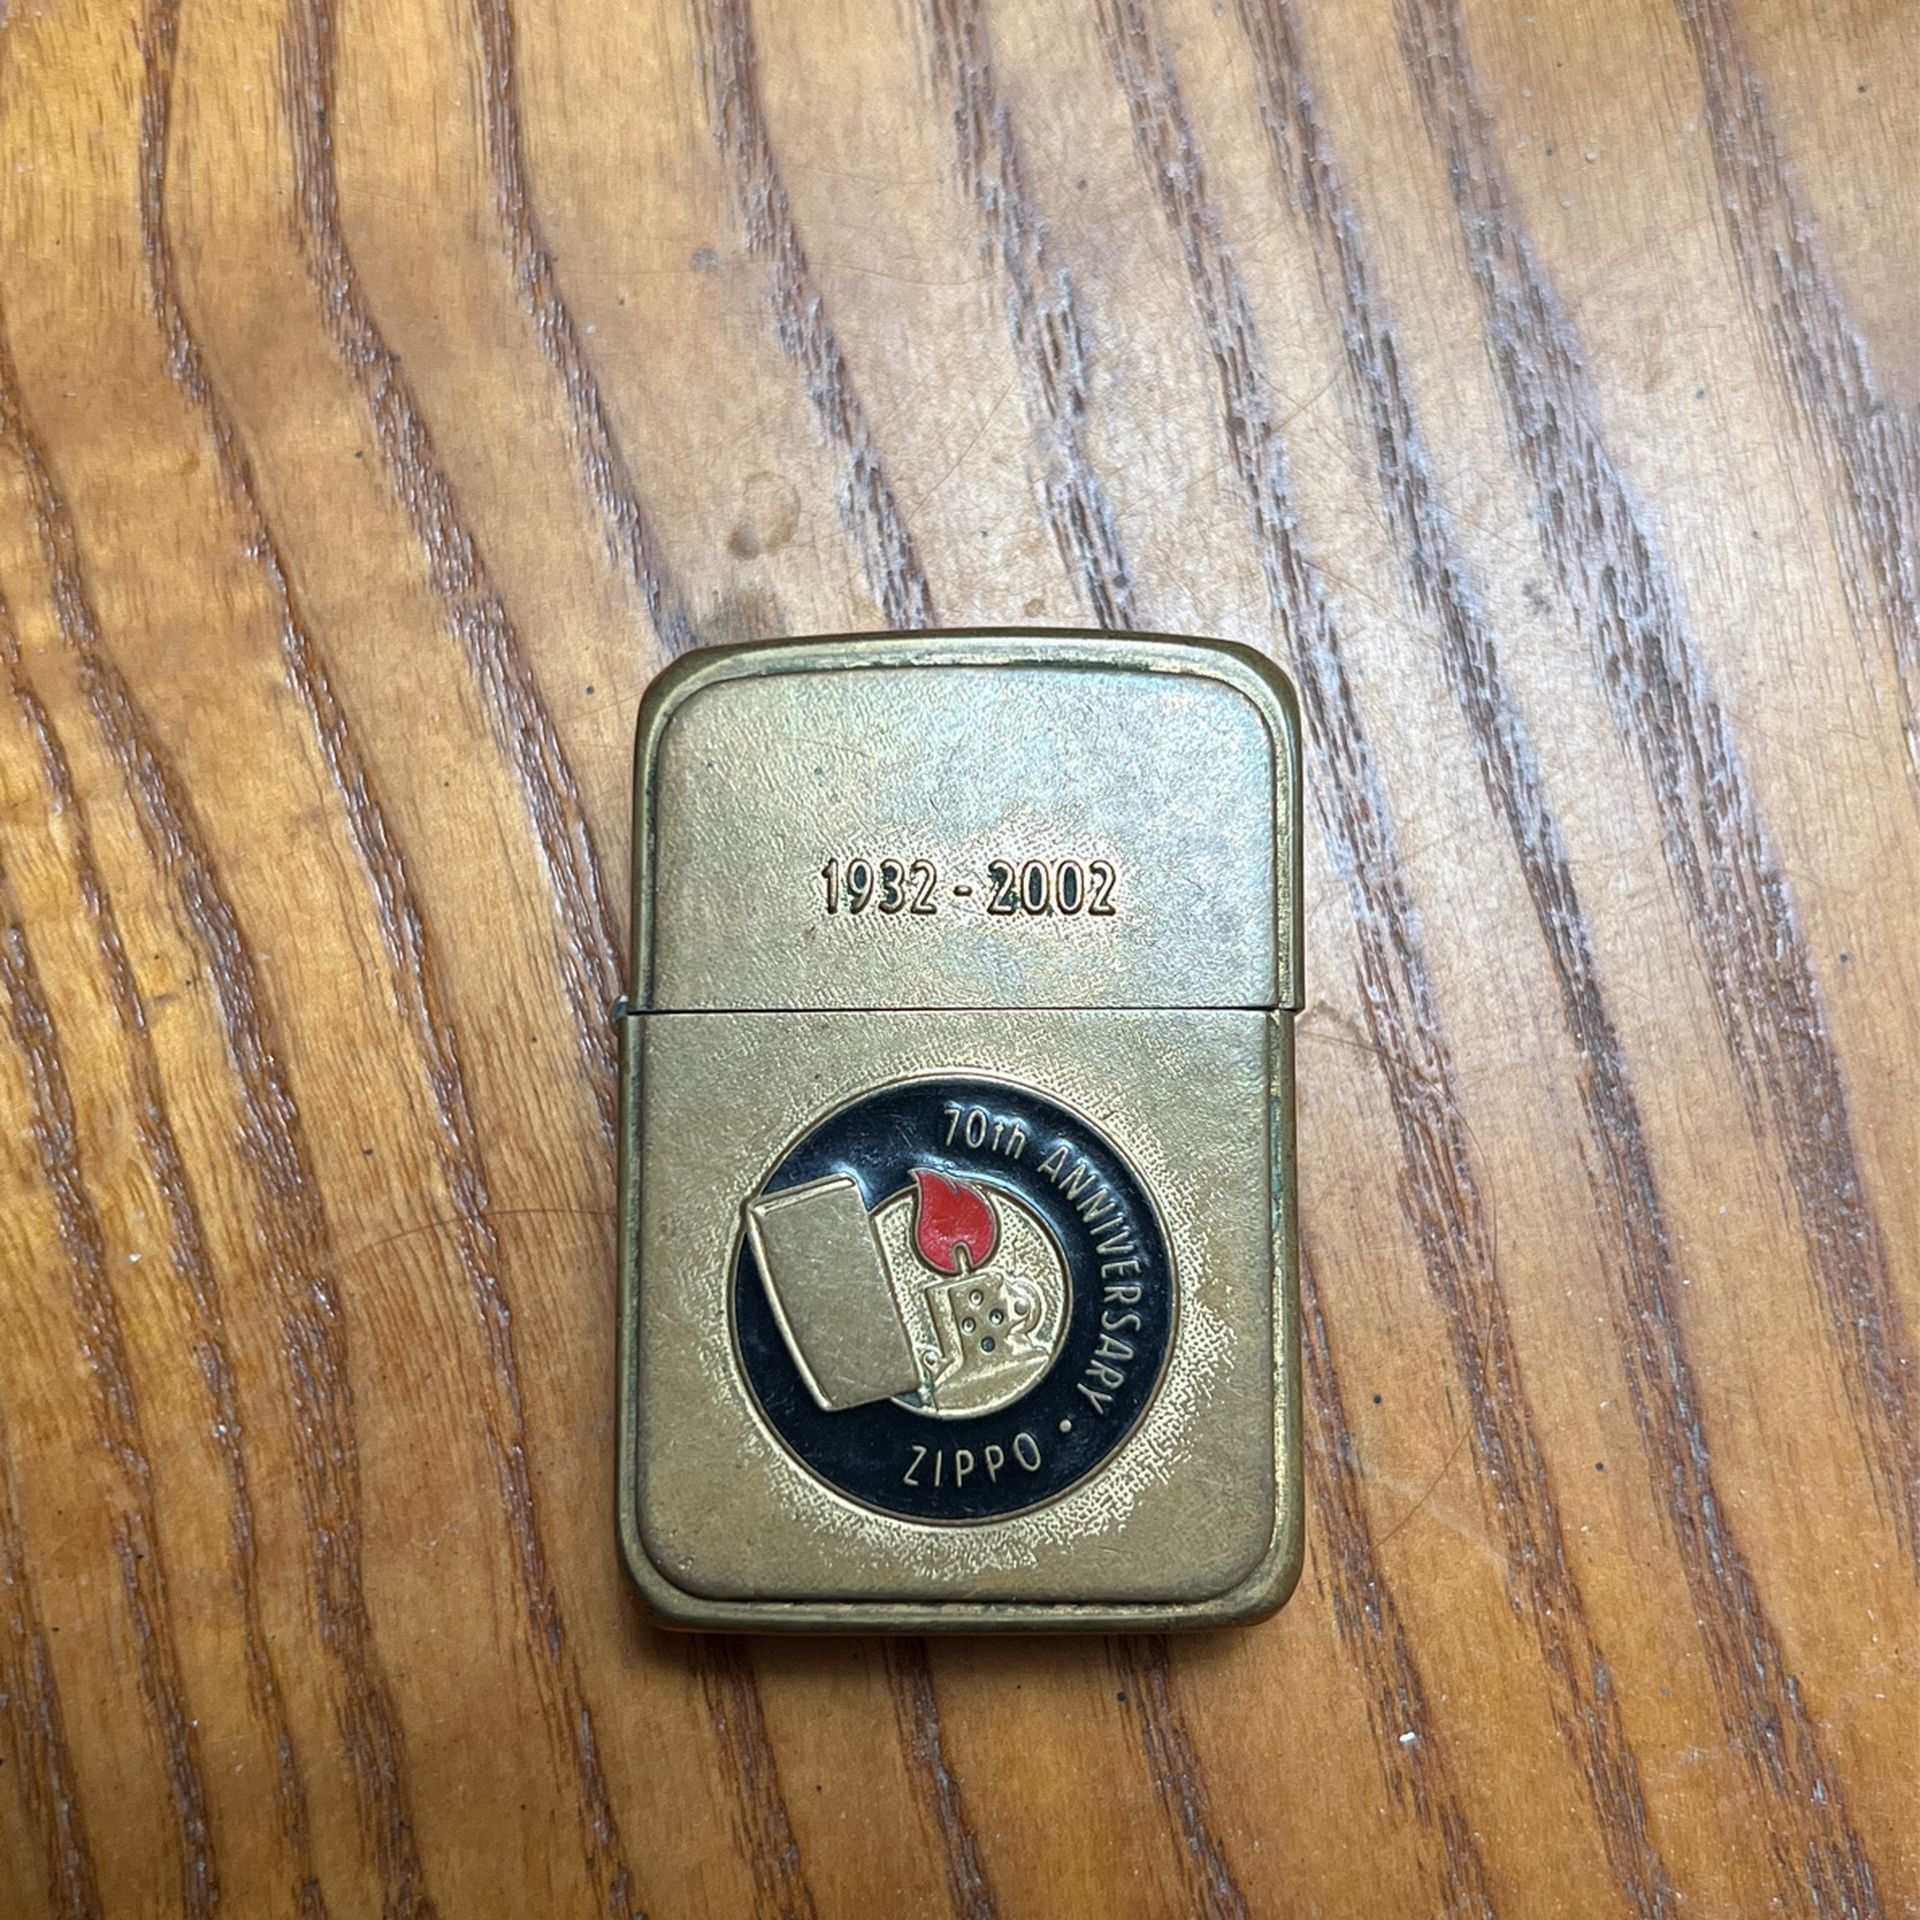 1932 - 2002
70th ANNIVERSARY •
ZIPPO